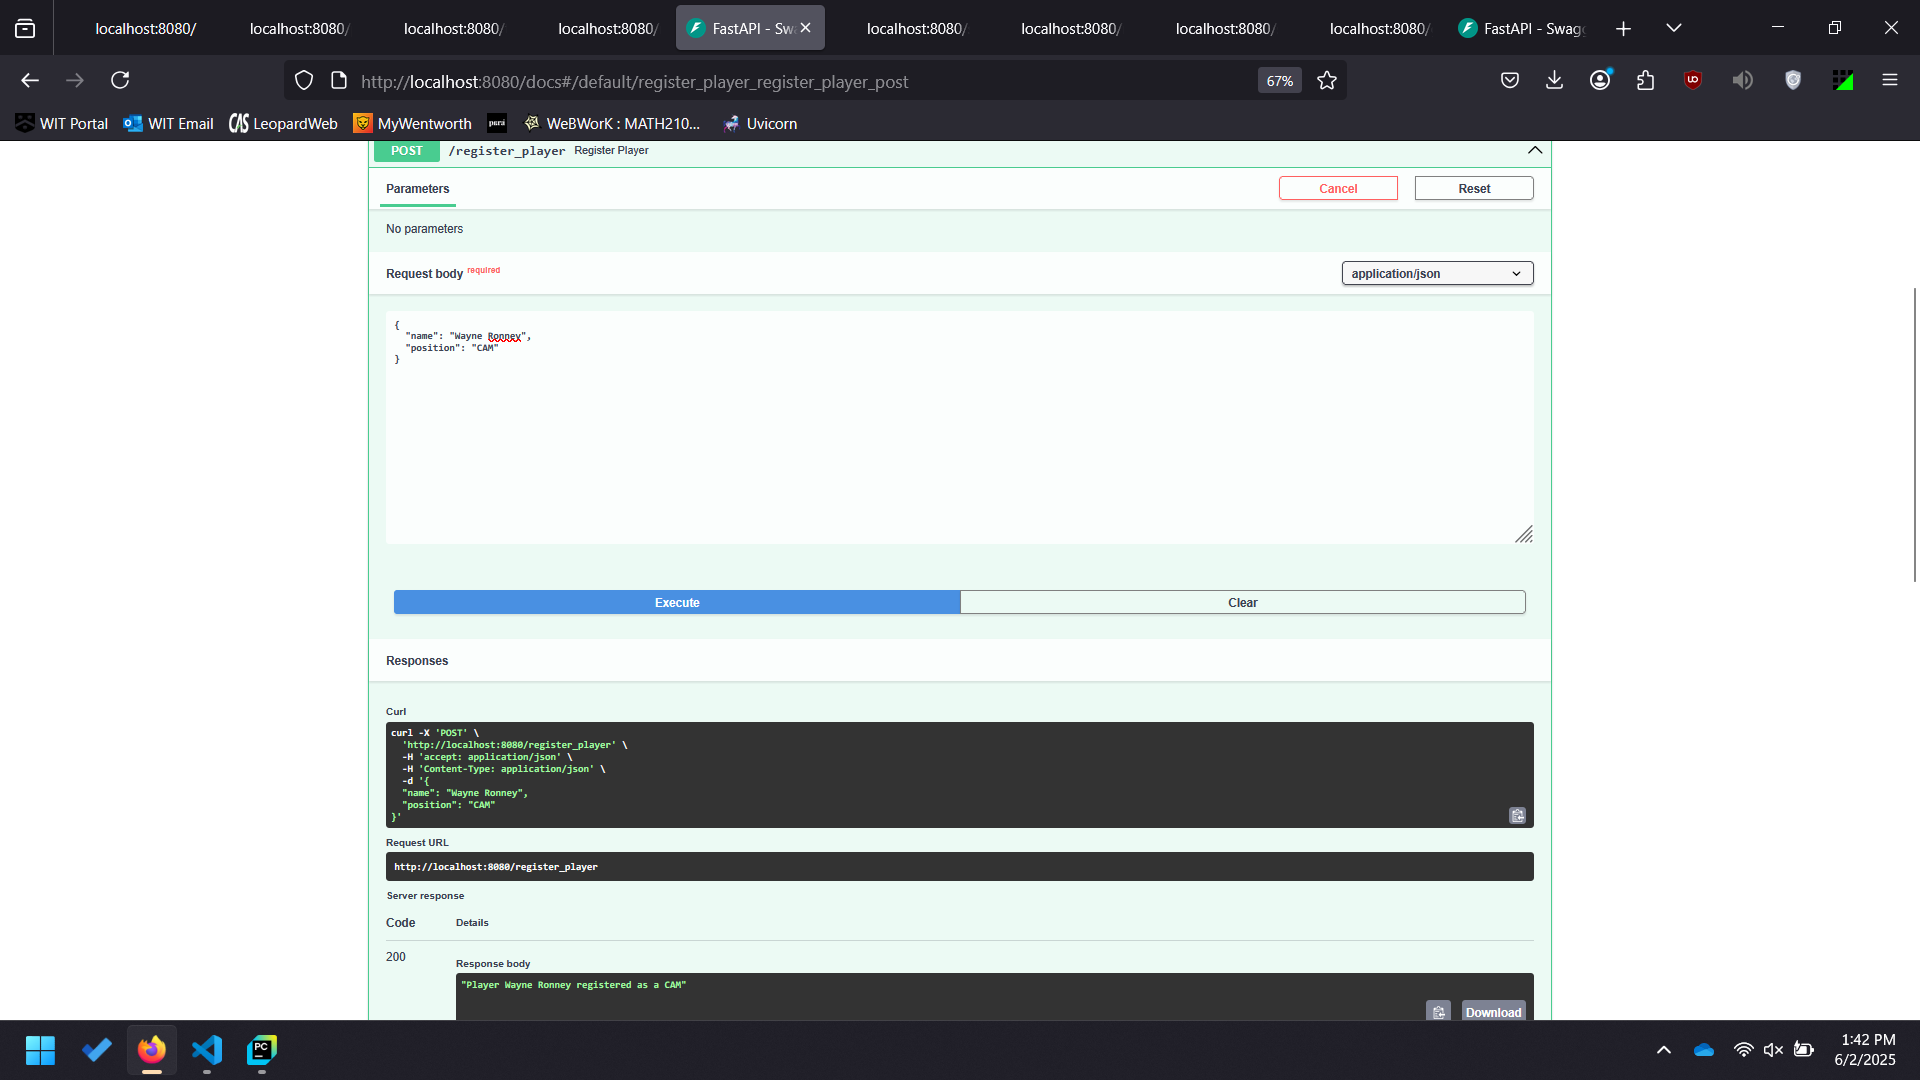 localhost:8080/ localhost:8080/ localhost:8080/ localhost:8080/ FastAPI - Sw localhost:8080/ localhost:8080/ localhost:8080/ localhost:8080/ FastAPI - Swagg
http://localhost:8080/docs#/default/register_player_register_player_post 67%
WIT Portal WIT Email CAS LeopardWeb MyWentworth WeBWorK : MATH210... Uvicorn
POST /register_player Register Player
Parameters Cancel Reset
No parameters
Request body required application/json
{
"name": "Wayne Ronney",
"position": "CAM"
}
Execute Clear
Responses
Curl
curl -X 'POST' \
'http://localhost:8080/register_player' \
-H 'accept: application/json' \
-H 'Content-Type: application/json' \
-d '{
"name": "Wayne Ronney",
"position": "CAM"
}'
Request URL
http://localhost:8080/register_player
Server response
Code Details
200
Response body
"Player Wayne Ronney registered as a CAM"
Download
PC
1:42 PM
6/2/2025